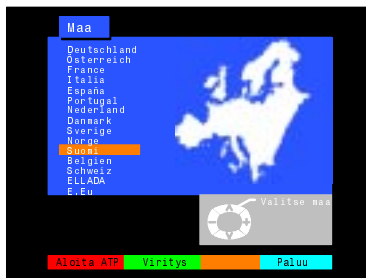 Maa
Deutschland
Österreich
France
Italia
España
Portugal
Nederland
Danmark
Sverige
Norge
Suomi
Belgien
Schweiz
ELLADA
E.Eu
Valitse maa
Aloita ATP Viritys Paluu